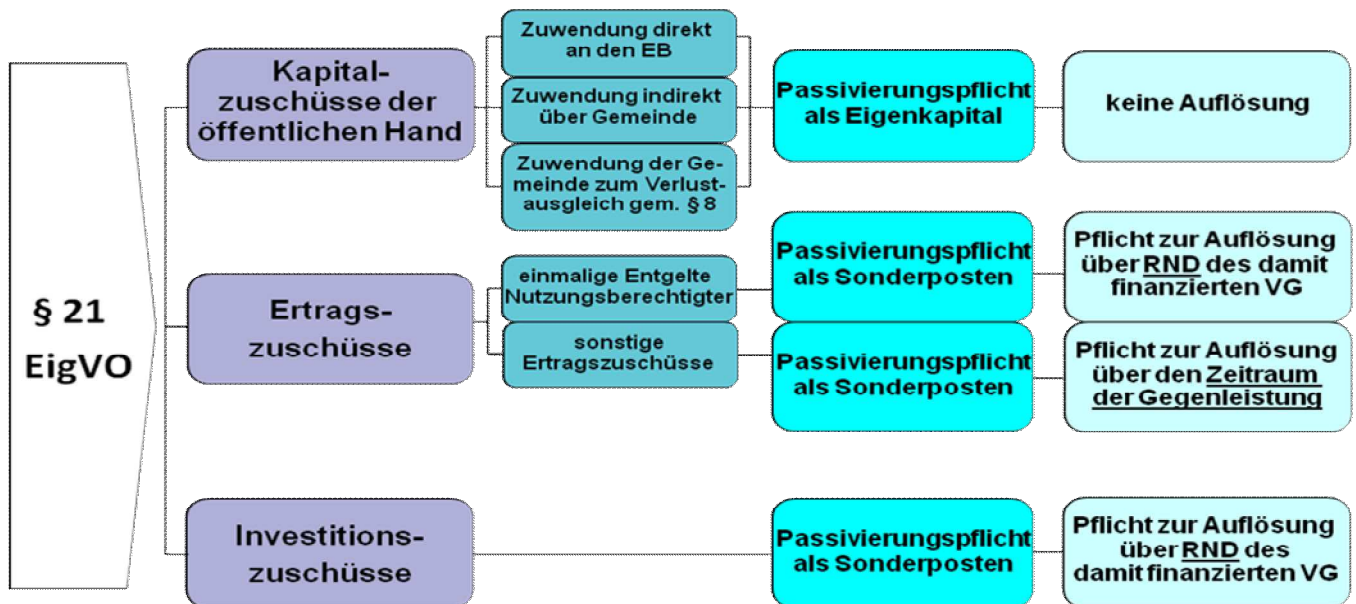 § 21
EigVO
Kapital-
zuschüsse der
öffentlichen Hand
Zuwendung direkt
an den EB
Zuwendung indirekt
über Gemeinde
Zuwendung der Ge-
meinde zum Verlust-
ausgleich gem. § 8
Passivierungspflicht
als Eigenkapital
keine Auflösung
Ertrags-
zuschüsse
einmalige Entgelte
Nutzungsberechtigter
Passivierungspflicht
als Sonderposten
Pflicht zur Auflösung
über RND des damit
finanzierten VG
sonstige
Ertragszuschüsse
Passivierungspflicht
als Sonderposten
Pflicht zur Auflösung
über den Zeitraum
der Gegenleistung
Investitions-
zuschüsse
Passivierungspflicht
als Sonderposten
Pflicht zur Auflösung
über RND des
damit finanzierten VG